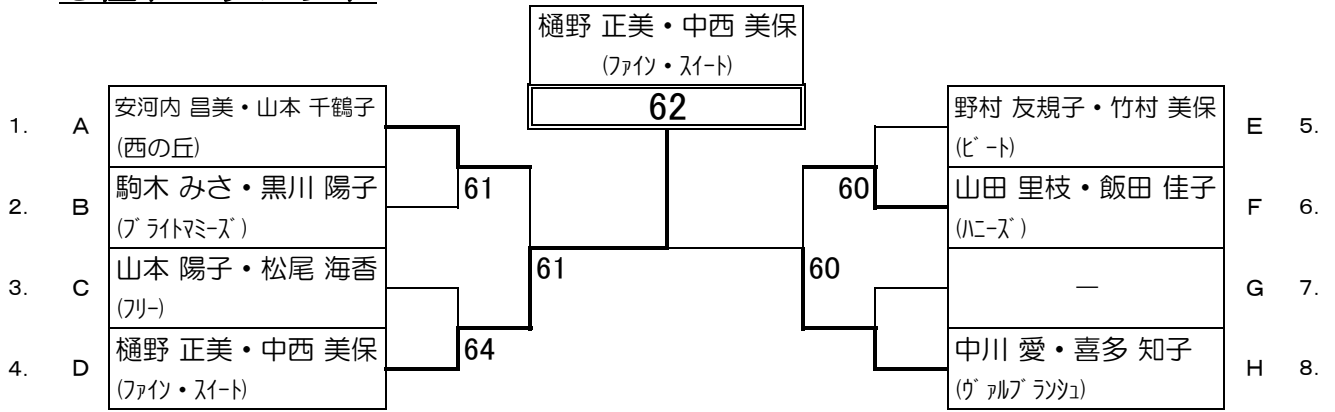 樋野 正美・中西 美保
(ﾌｧｲﾝ・ｽｲｰﾄ)
62
1. A 安河内 昌美・山本 千鶴子
(西の丘)
61
2. B 駒木 みさ・黒川 陽子
(ﾌﾞﾗｲﾄﾏﾐｰｽﾞ)
61
3. C 山本 陽子・松尾 海香
(ﾌﾘｰ)
64
4. D 樋野 正美・中西 美保
(ﾌｧｲﾝ・ｽｲｰﾄ)
野村 友規子・竹村 美保 E 5.
(ﾋﾞｰﾄ)
60
山田 里枝・飯田 佳子 F 6.
(ﾊﾆｰｽﾞ)
60
― G 7.
中川 愛・喜多 知子 H 8.
(ｳﾞｧﾙﾌﾞﾗﾝｼｭ)